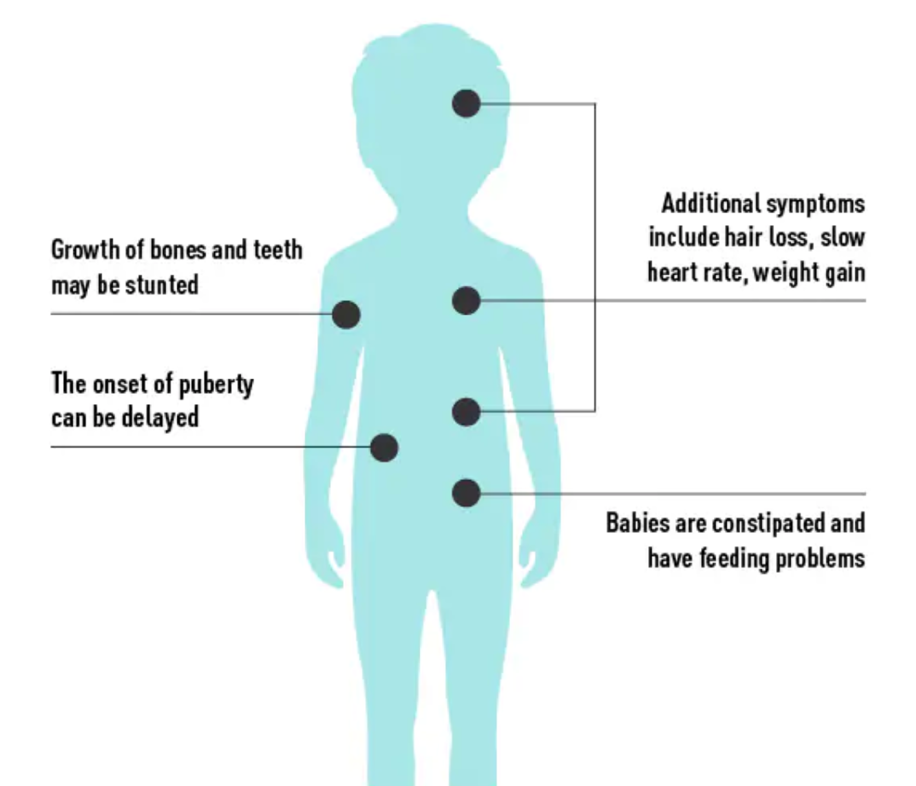 Growth of bones and teeth
may be stunted
The onset of puberty
can be delayed
Additional symptoms
include hair loss, slow
heart rate, weight gain
Babies are constipated and
have feeding problems